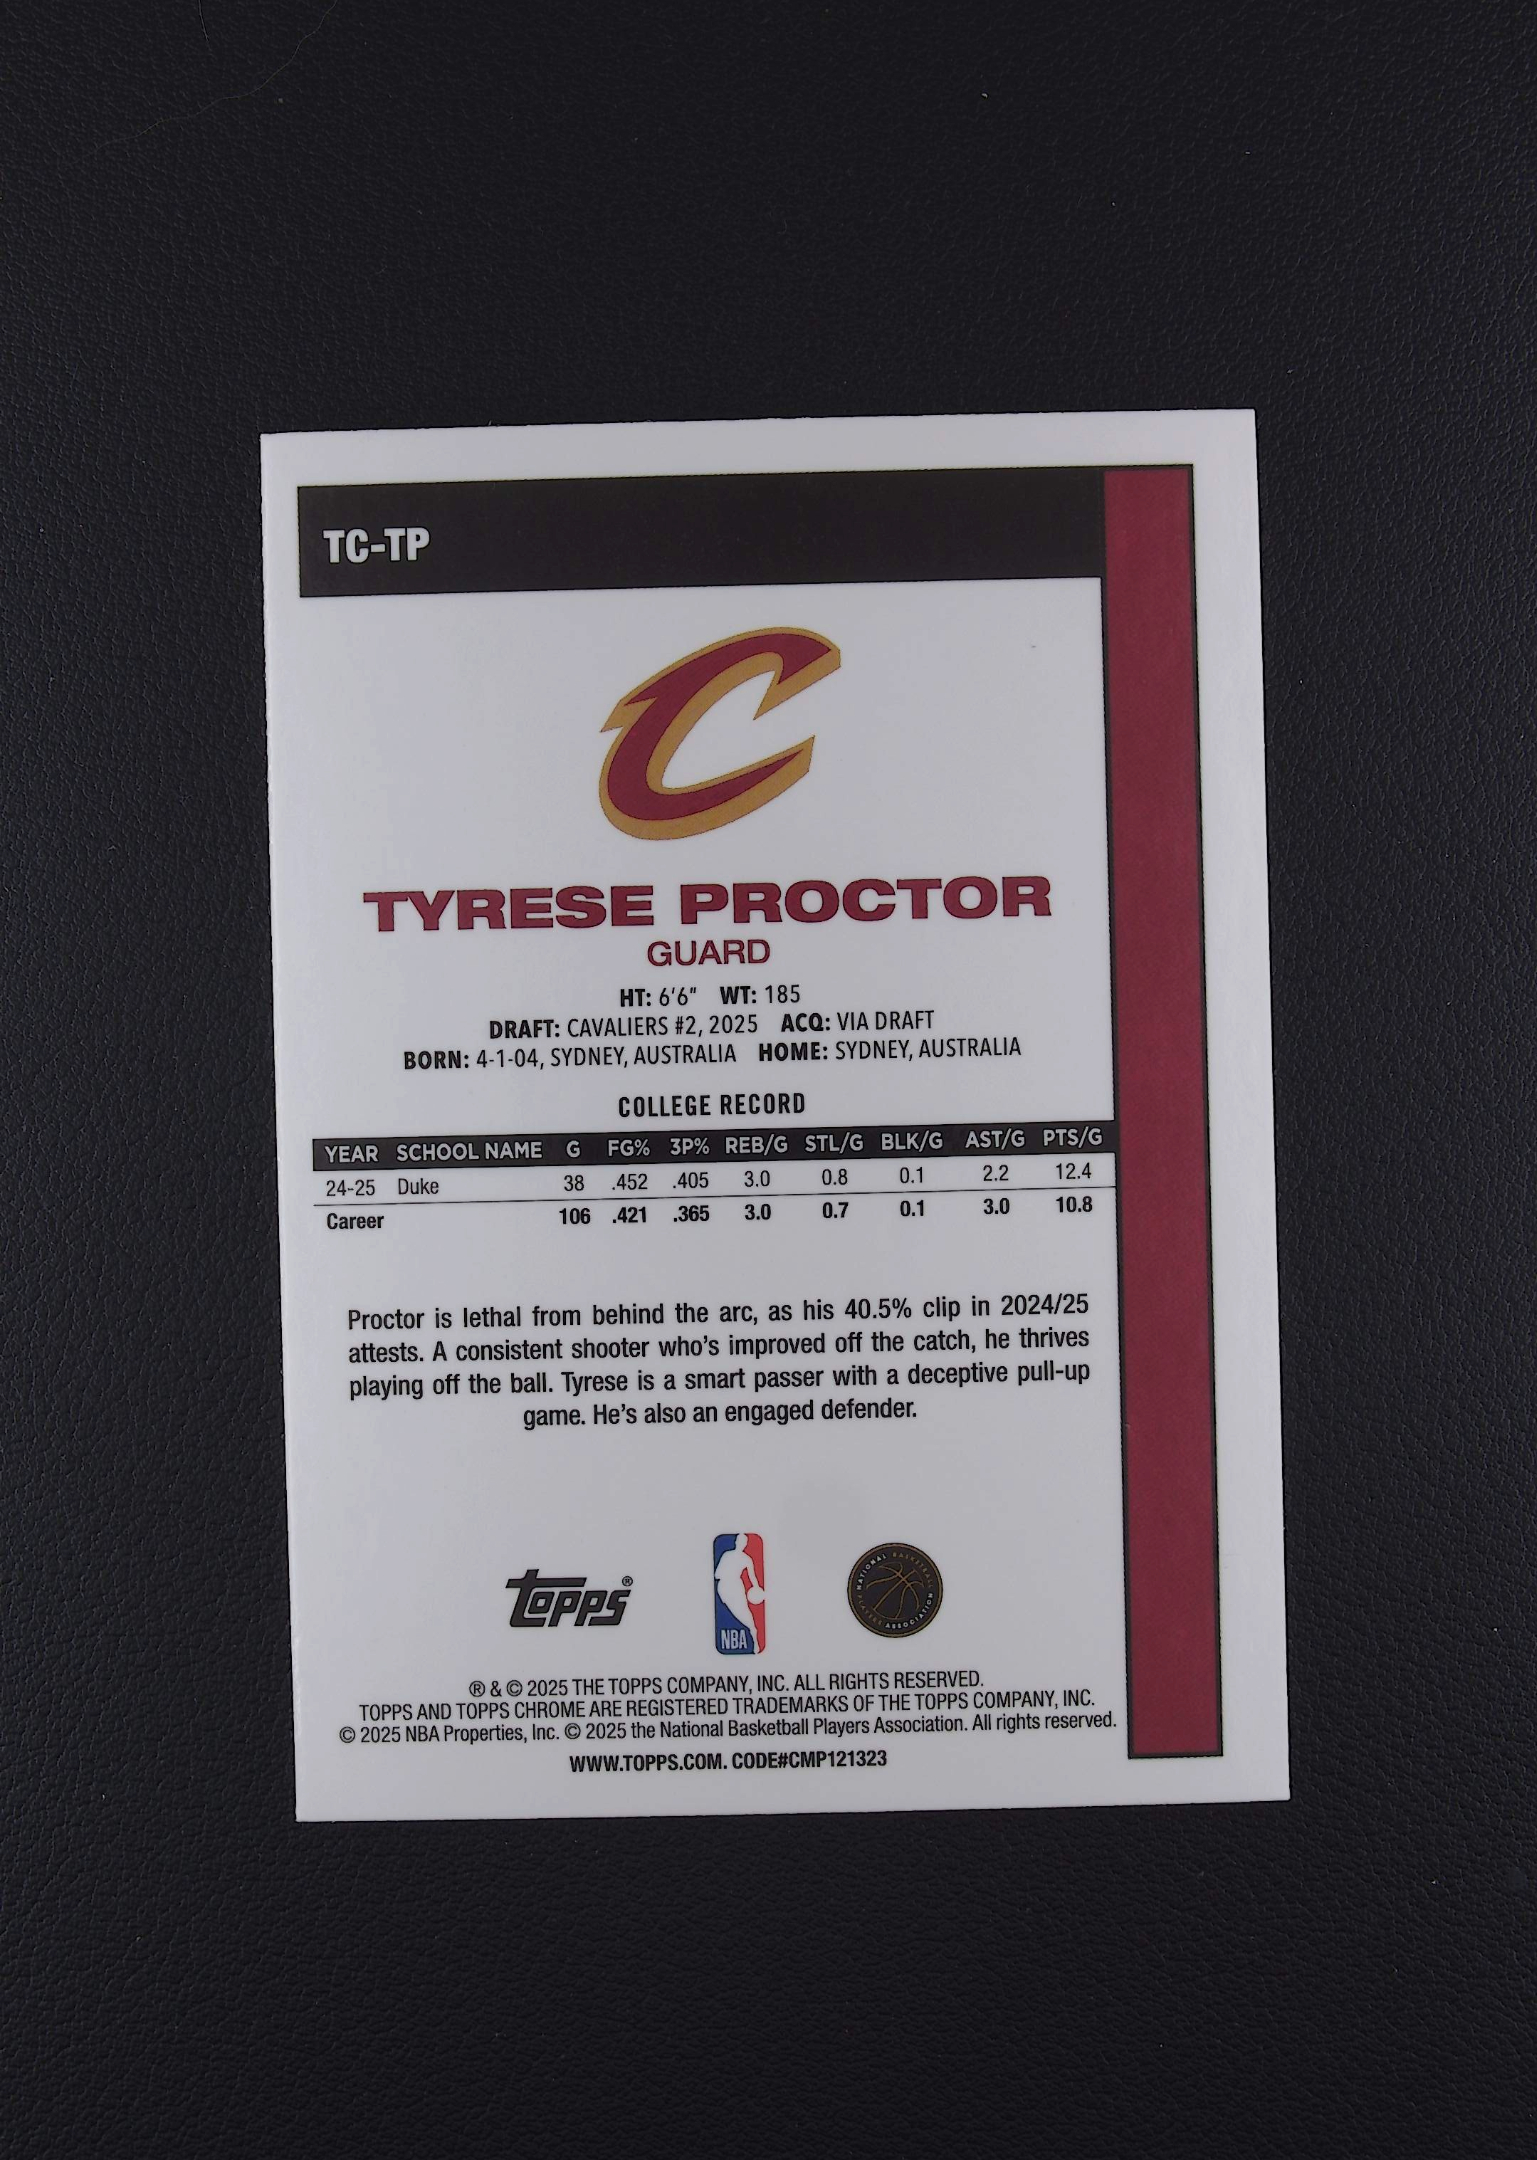 TC-TP
TYRESE PROCTOR
GUARD
HT: 6'6" WT: 185
DRAFT: CAVALIERS #2, 2025 ACQ: VIA DRAFT
BORN: 4-1-04, SYDNEY, AUSTRALIA HOME: SYDNEY, AUSTRALIA
COLLEGE RECORD
YEAR SCHOOL NAME G FG% 3P% REB/G STL/G BLK/G AST/G PTS/G
24-25 Duke 38 .452 .405 3.0 0.8 0.1 2.2 12.4
Career 106 .421 .365 3.0 0.7 0.1 3.0 10.8
Proctor is lethal from behind the arc, as his 40.5% clip in 2024/25
attests. A consistent shooter who's improved off the catch, he thrives
playing off the ball. Tyrese is a smart passer with a deceptive pull-up
game. He's also an engaged defender.
topps®
NBA
NATIONAL BASKETBALL PLAYERS ASSOCIATION
® & © 2025 THE TOPPS COMPANY, INC. ALL RIGHTS RESERVED.
TOPPS AND TOPPS CHROME ARE REGISTERED TRADEMARKS OF THE TOPPS COMPANY, INC.
© 2025 NBA Properties, Inc. © 2025 the National Basketball Players Association. All rights reserved.
WWW.TOPPS.COM. CODE#CMP121323